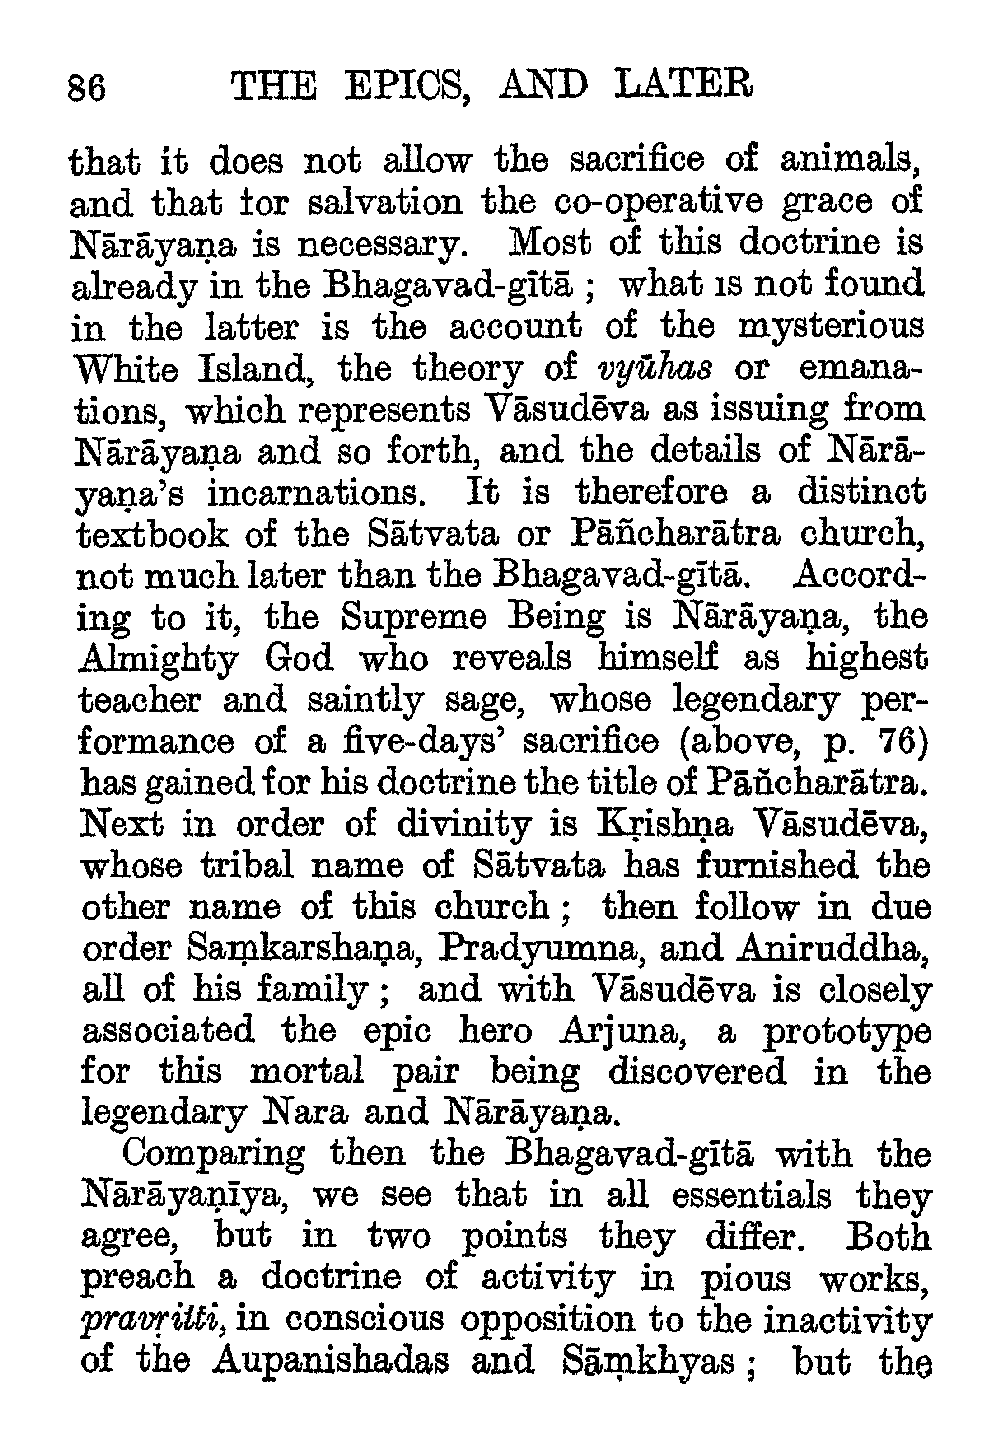 86 THE EPICS, AND LATER
that it does not allow the sacrifice of animals,
and that for salvation the co-operative grace of
Nārāyaṇa is necessary. Most of this doctrine is
already in the Bhagavad-gītā ; what is not found
in the latter is the account of the mysterious
White Island, the theory of vyūhas or emana-
tions, which represents Vāsudēva as issuing from
Nārāyaṇa and so forth, and the details of Nārā-
yaṇa's incarnations. It is therefore a distinct
textbook of the Sātvata or Pāñcharātra church,
not much later than the Bhagavad-gītā. Accord-
ing to it, the Supreme Being is Nārāyaṇa, the
Almighty God who reveals himself as highest
teacher and saintly sage, whose legendary per-
formance of a five-days' sacrifice (above, p. 76)
has gained for his doctrine the title of Pāñcharātra.
Next in order of divinity is Kṛishṇa Vāsudēva,
whose tribal name of Sātvata has furnished the
other name of this church ; then follow in due
order Saṃkarshaṇa, Pradyumna, and Aniruddha,
all of his family ; and with Vāsudēva is closely
associated the epic hero Arjuna, a prototype
for this mortal pair being discovered in the
legendary Nara and Nārāyaṇa.
Comparing then the Bhagavad-gītā with the
Nārāyaṇīya, we see that in all essentials they
agree, but in two points they differ. Both
preach a doctrine of activity in pious works,
pravṛitti, in conscious opposition to the inactivity
of the Aupanishadas and Sāṃkhyas ; but the